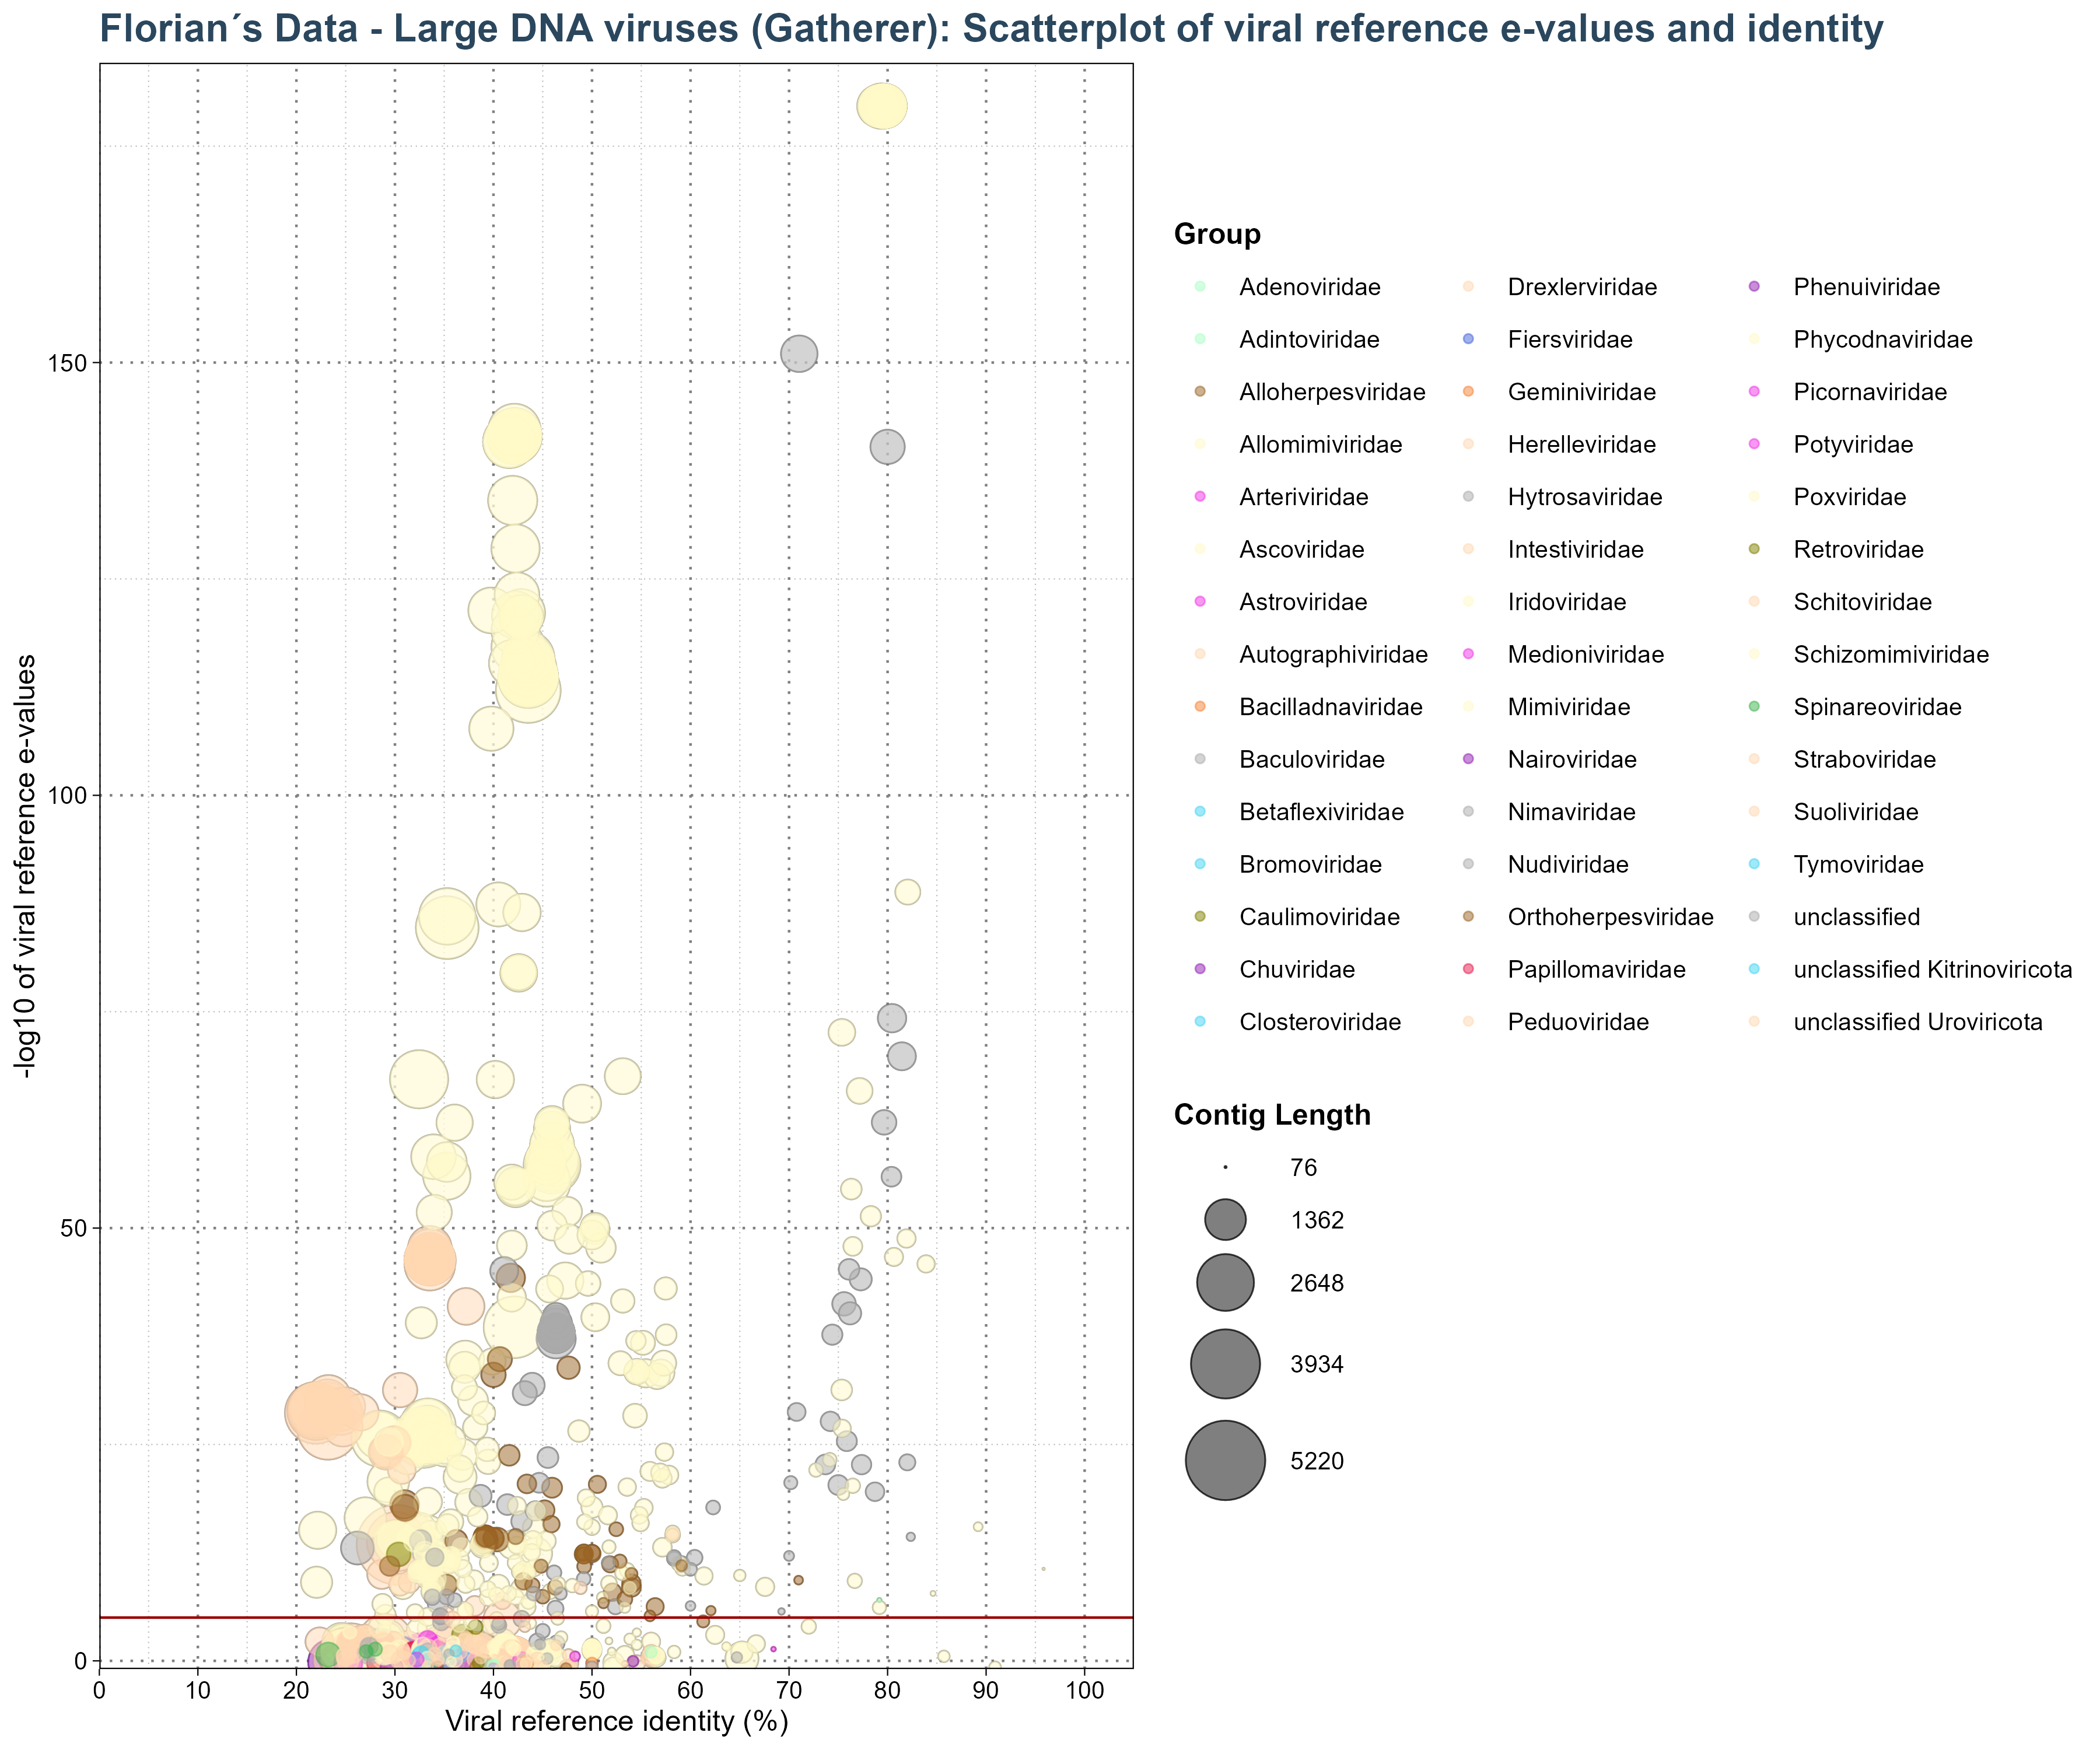 Florian´s Data - Large DNA viruses (Gatherer): Scatterplot of viral reference e-values and identity
-log10 of viral reference e-values
150
100
50
0
0 10 20 30 40 50 60 70 80 90 100
Viral reference identity (%)
Group
Adenoviridae Drexlerviridae Phenuiviridae
Adintoviridae Fiersviridae Phycodnaviridae
Alloherpesviridae Geminiviridae Picornaviridae
Allomimiviridae Herelleviridae Potyviridae
Arteriviridae Hytrosaviridae Poxviridae
Ascoviridae Intestiviridae Retroviridae
Astroviridae Iridoviridae Schitoviridae
Autographiviridae Medioniviridae Schizomimiviridae
Bacilladnaviridae Mimiviridae Spinareoviridae
Baculoviridae Nairoviridae Straboviridae
Betaflexiviridae Nimaviridae Suoliviridae
Bromoviridae Nudiviridae Tymoviridae
Caulimoviridae Orthoherpesviridae unclassified
Chuviridae Papillomaviridae unclassified Kitrinoviricota
Closteroviridae Peduoviridae unclassified Uroviricota
Contig Length
76
1362
2648
3934
5220